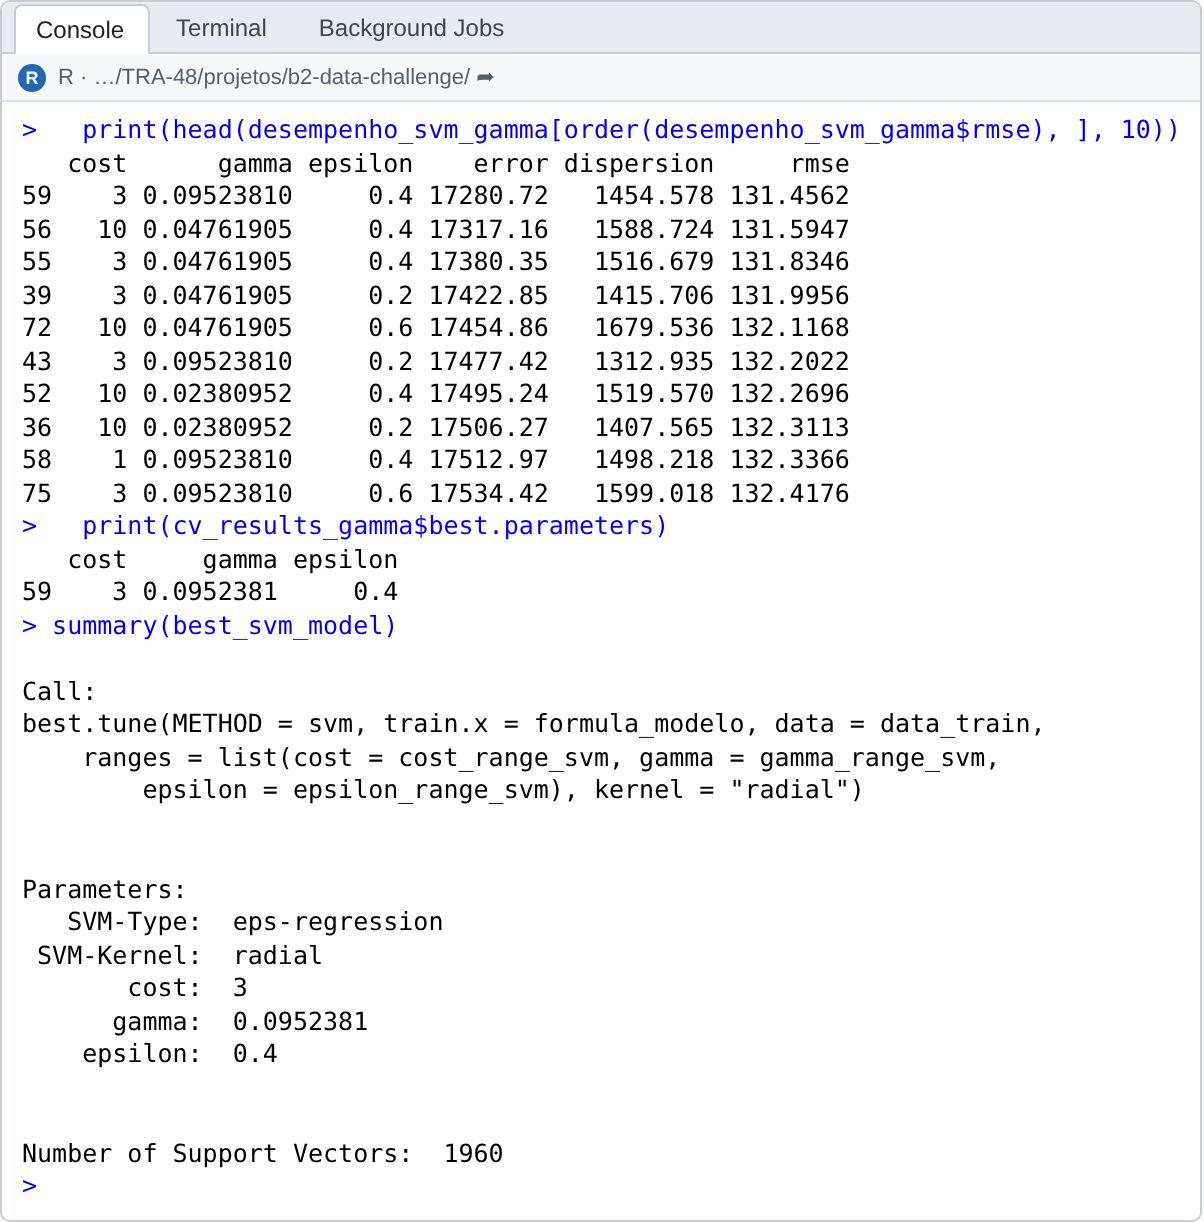 Console Terminal Background Jobs
R R · …/TRA-48/projetos/b2-data-challenge/ ➦
>   print(head(desempenho_svm_gamma[order(desempenho_svm_gamma$rmse), ], 10))
   cost      gamma epsilon    error dispersion     rmse
59    3 0.09523810     0.4 17280.72   1454.578 131.4562
56   10 0.04761905     0.4 17317.16   1588.724 131.5947
55    3 0.04761905     0.4 17380.35   1516.679 131.8346
39    3 0.04761905     0.2 17422.85   1415.706 131.9956
72   10 0.04761905     0.6 17454.86   1679.536 132.1168
43    3 0.09523810     0.2 17477.42   1312.935 132.2022
52   10 0.02380952     0.4 17495.24   1519.570 132.2696
36   10 0.02380952     0.2 17506.27   1407.565 132.3113
58    1 0.09523810     0.4 17512.97   1498.218 132.3366
75    3 0.09523810     0.6 17534.42   1599.018 132.4176
>   print(cv_results_gamma$best.parameters)
   cost     gamma epsilon
59    3 0.0952381     0.4
> summary(best_svm_model)

Call:
best.tune(METHOD = svm, train.x = formula_modelo, data = data_train,
    ranges = list(cost = cost_range_svm, gamma = gamma_range_svm,
        epsilon = epsilon_range_svm), kernel = "radial")


Parameters:
   SVM-Type:  eps-regression
 SVM-Kernel:  radial
       cost:  3
      gamma:  0.0952381
    epsilon:  0.4


Number of Support Vectors:  1960
>